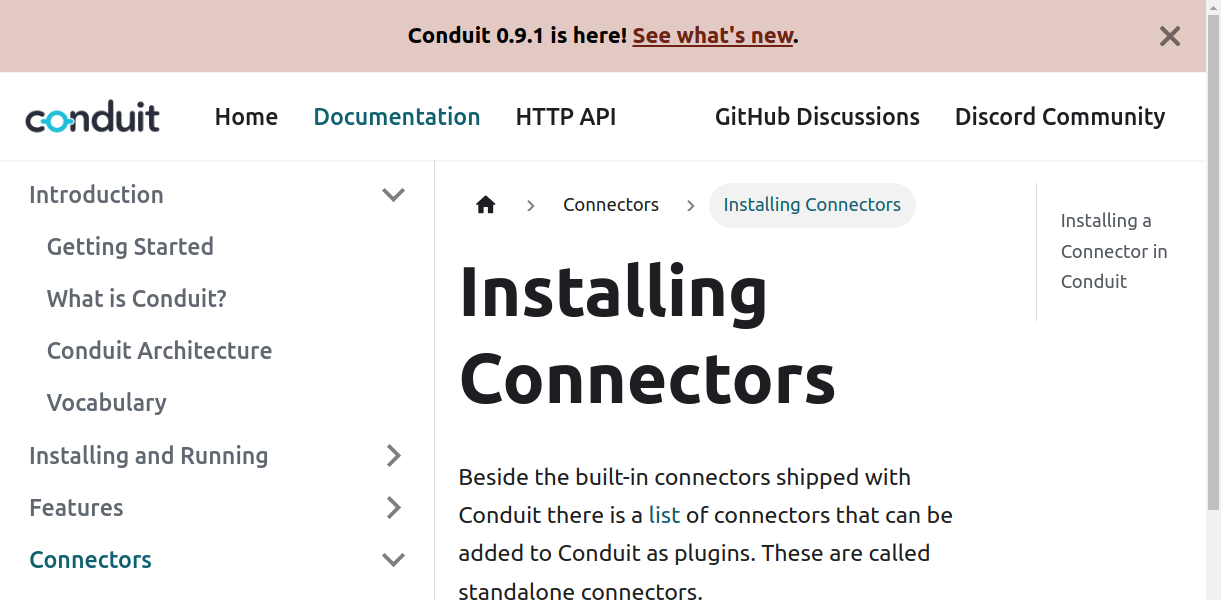 Conduit 0.9.1 is here! See what's new.
conduit
Home
Documentation
HTTP API
GitHub Discussions
Discord Community
Introduction
Getting Started
What is Conduit?
Conduit Architecture
Vocabulary
Installing and Running
Features
Connectors
Connectors
Installing Connectors
Installing
Connectors
Beside the built-in connectors shipped with
Conduit there is a list of connectors that can be
added to Conduit as plugins. These are called
standalone connectors.
Installing a
Connector in
Conduit